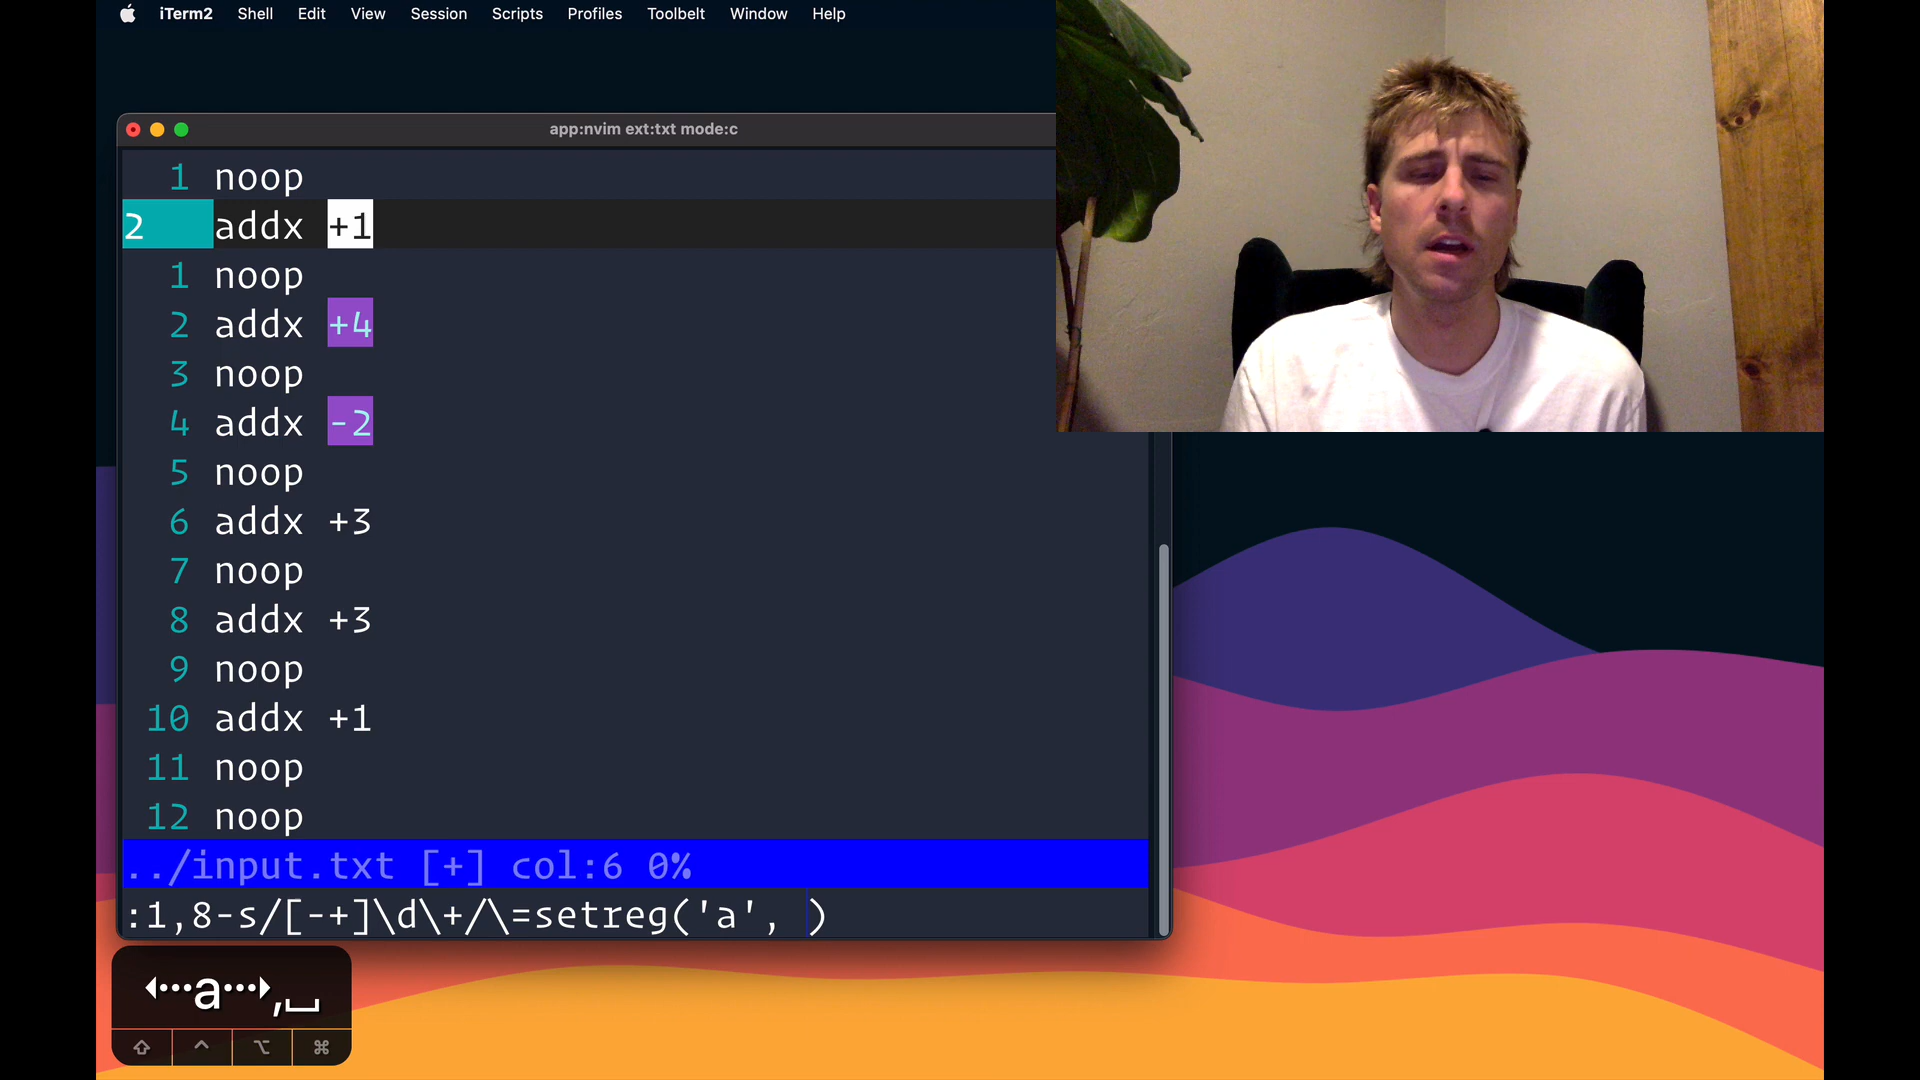 iTerm2 Shell Edit View Session Scripts Profiles Toolbelt Window Help
app:nvim ext:txt mode:c
1 noop
2 addx +1
1 noop
2 addx +4
3 noop
4 addx -2
5 noop
6 addx +3
7 noop
8 addx +3
9 noop
10 addx +1
11 noop
12 noop
../input.txt [+] col:6 0%
:1,8-s/[-+]\d\+/\=setreg('a', )
a ,